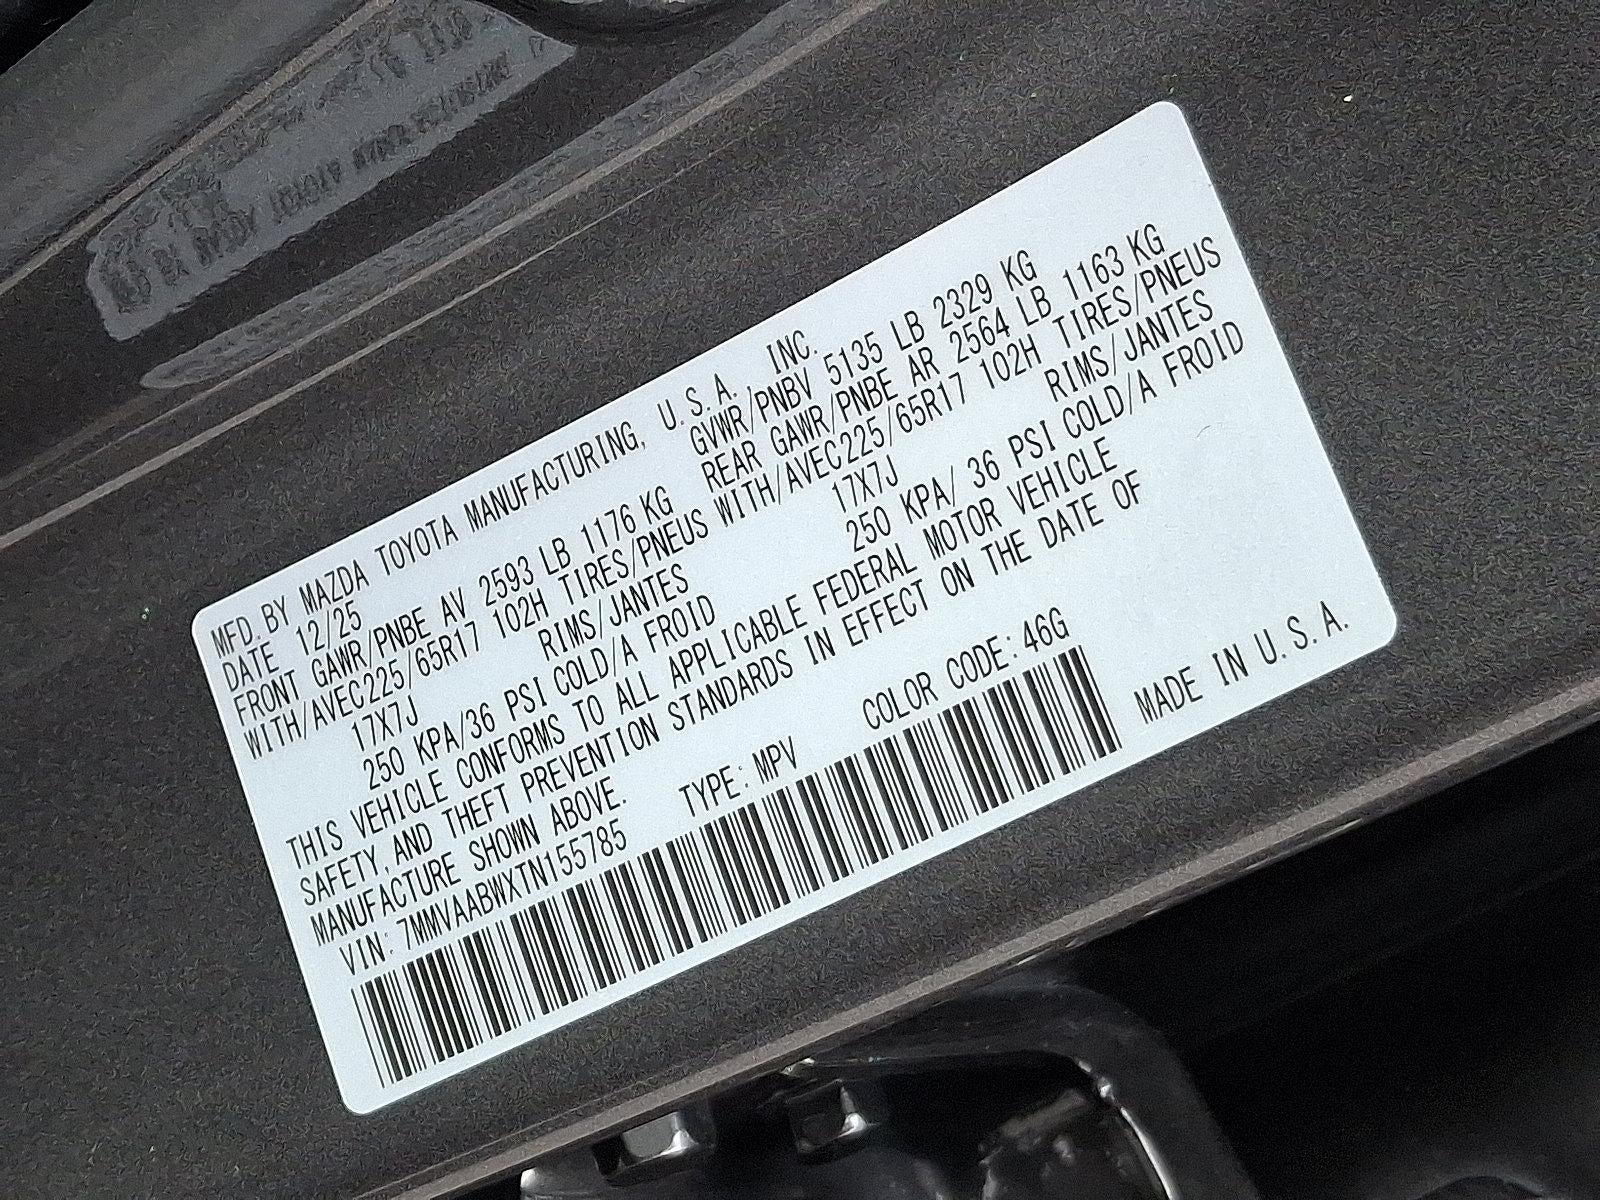 MFD. BY MAZDA TOYOTA MANUFACTURING, U.S.A., INC.
DATE 12/25 GVWR/PNBV 5135 LB 2329 KG
FRONT GAWR/PNBE AV 2593 LB 1176 KG REAR GAWR/PNBE AR 2564 LB 1163 KG
WITH/AVEC225/65R17 102H TIRES/PNEUS WITH/AVEC225/65R17 102H TIRES/PNEUS
17X7J RIMS/JANTES 17X7J RIMS/JANTES
250 KPA/36 PSI COLD/A FROID 250 KPA/ 36 PSI COLD/A FROID
THIS VEHICLE CONFORMS TO ALL APPLICABLE FEDERAL MOTOR VEHICLE
SAFETY, AND THEFT PREVENTION STANDARDS IN EFFECT ON THE DATE OF
MANUFACTURE SHOWN ABOVE.
VIN: 7MMVAABWXTN155785 TYPE: MPV COLOR CODE: 46G
MADE IN U.S.A.